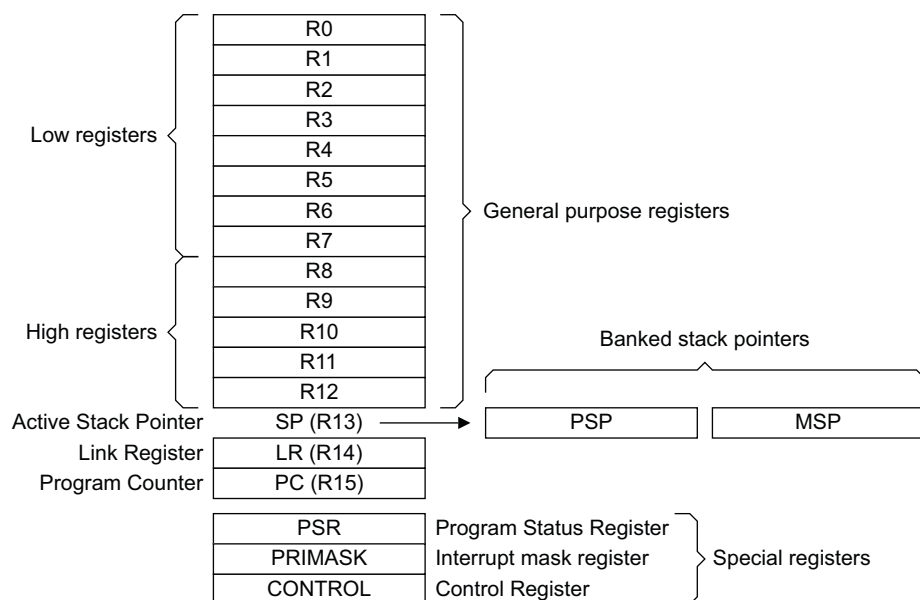 R0
R1
R2
R3
Low registers
R4
R5
R6
General purpose registers
R7
R8
R9
High registers
R10
Banked stack pointers
R11
R12
Active Stack Pointer SP (R13) PSP MSP
Link Register LR (R14)
Program Counter PC (R15)
PSR Program Status Register
PRIMASK Interrupt mask register Special registers
CONTROL Control Register